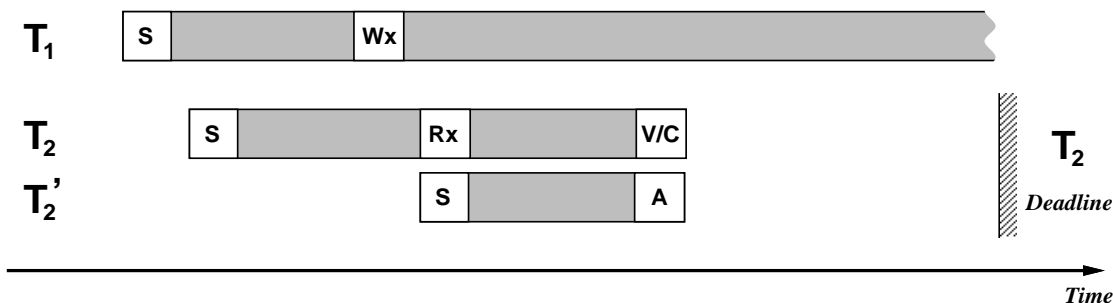 T1 S Wx
T2 S Rx V/C
T2' S A
T2
Deadline
Time